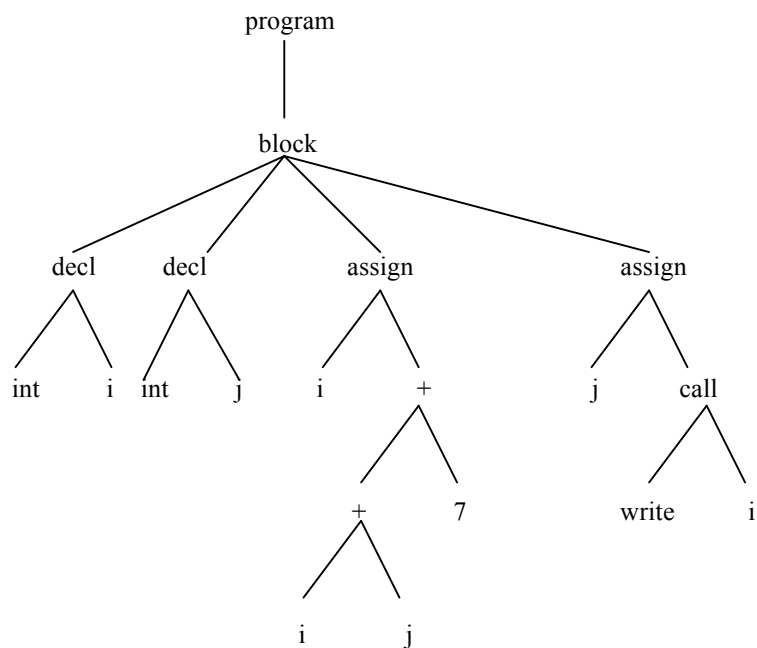 program
block
decl decl assign assign
int i int j i + j call
+ 7 write i
i j